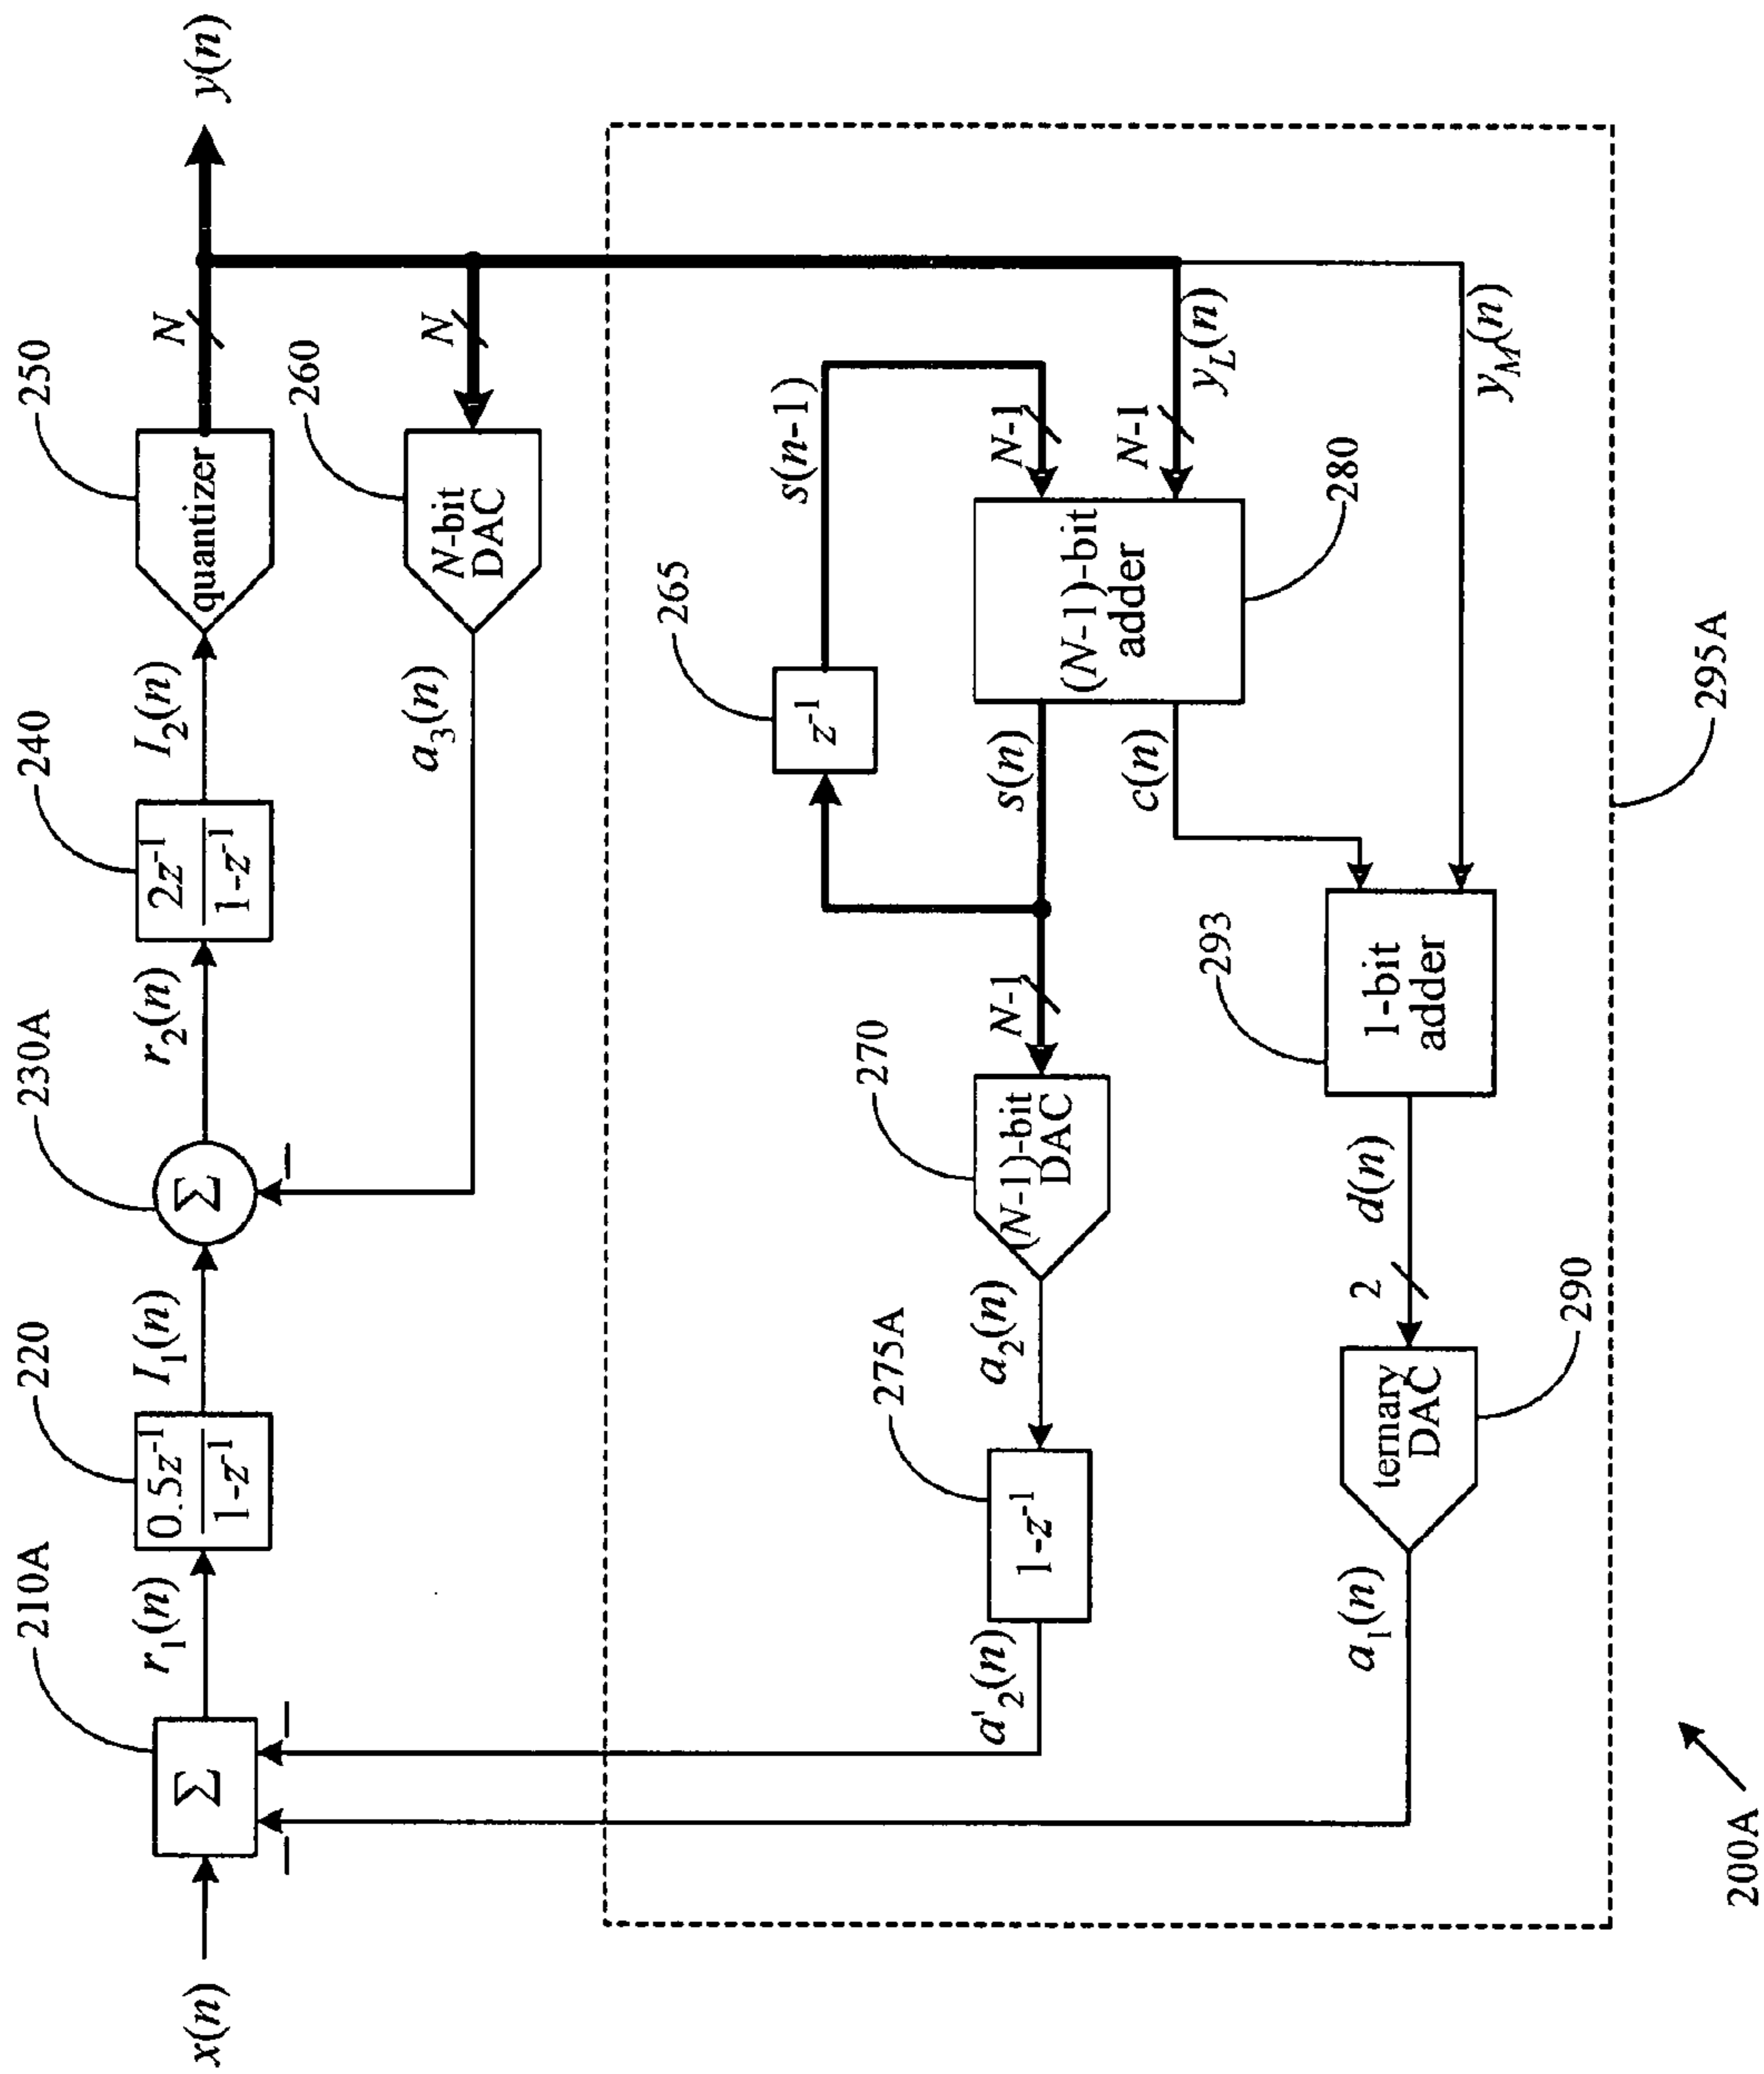 210A
220
230A
240
250
x(n)
Σ
r₁(n)
0.5z⁻¹
1-z⁻¹
I₁(n)
Σ
r₂(n)
2z⁻¹
1-z⁻¹
I₂(n)
quantizer
N
y(n)
260
a₃(n)
N-bit
DAC
N
265
z⁻¹
s(n-1)
270
275A
a'₂(n)
1-z⁻¹
a₂(n)
(N-1)-bit
DAC
N-1
s(n)
c(n)
(N-1)-bit
adder
N-1
N-1
y_L(n)
280
293
a₁(n)
ternary
DAC
2
d(n)
1-bit
adder
y_M(n)
290
295A
200A